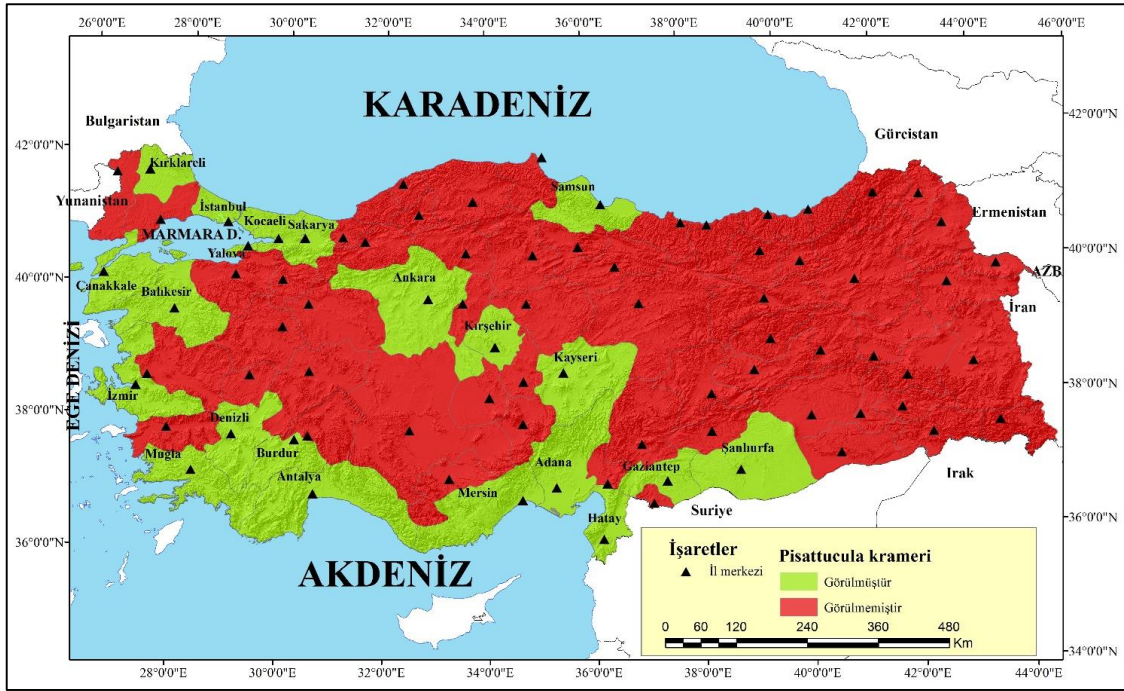 26°0'0"E 28°0'0"E 30°0'0"E 32°0'0"E 34°0'0"E 36°0'0"E 38°0'0"E 40°0'0"E 42°0'0"E 44°0'0"E 46°0'0"E
KARADENİZ
Bulgaristan
Gürcistan
42°0'0"N
42°0'0"N
Kırklareli
Samsun
Yunanistan
İstanbul
Kocaeli
Sakarya
Ermenistan
MARMARA D.
Yalova
40°0'0"N
40°0'0"N
Ankara
AZB
Çanakkale
Balıkesir
İran
Kırşehir
Kayseri
EGE DENİZİ
İzmir
38°0'0"N
38°0'0"N
Denizli
Muğla
Burdur
Adana
Gaziantep
Şanlıurfa
Antalya
Mersin
Irak
Hatay
Suriye
36°0'0"N
36°0'0"N
AKDENİZ
İşaretler
İl merkezi
Pisattucula krameri
Görülmüştür
Görülmemiştir
0 60 120 240 360 480
Km
34°0'0"N
28°0'0"E 30°0'0"E 32°0'0"E 34°0'0"E 36°0'0"E 38°0'0"E 40°0'0"E 42°0'0"E 44°0'0"E